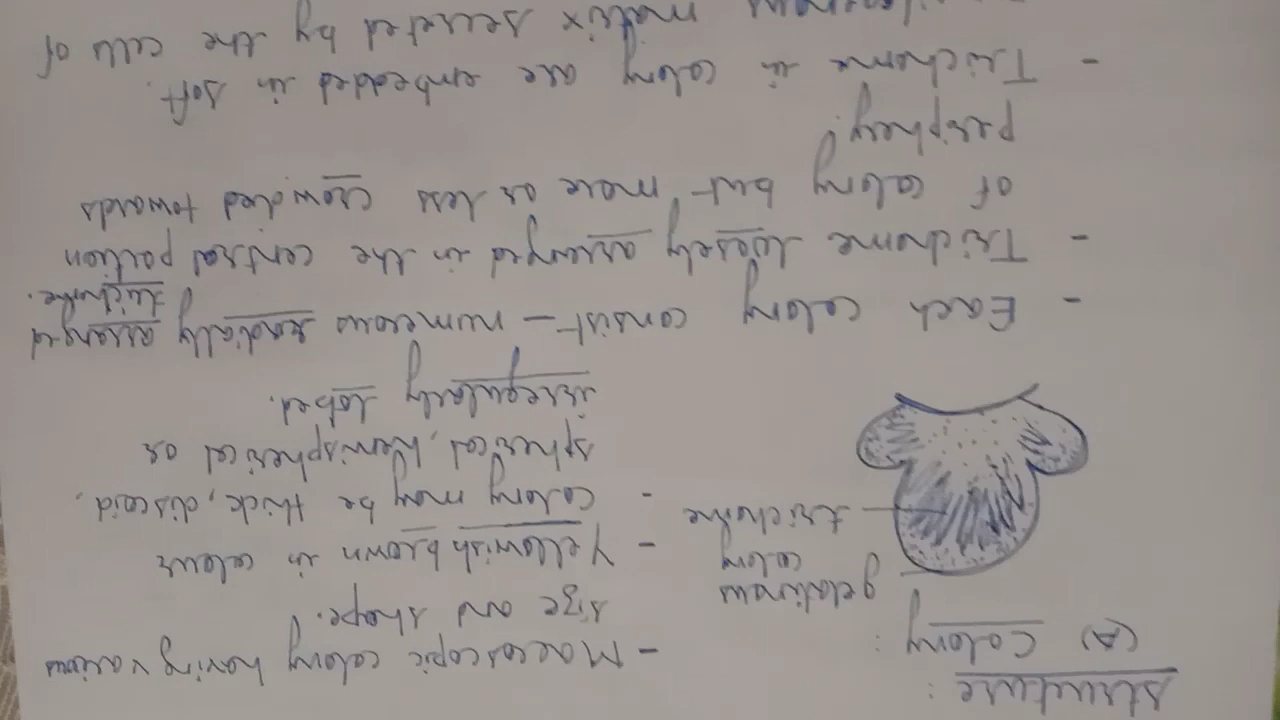 Structure :
(A) Colony :
gelatinous
colony
trichome
- Macroscopic colony having various
size and shape.
- Yellowish brown in colour
- colony may be thick, discoid,
spherical, hemispherical or
irregularly lobed.
- Each colony consist - numerous radially arranged
trichome.
- Trichome loosely arranged in the central portion
of colony but more or less crowded towards
periphery.
- Trichome in colony are embedded in soft.
matrix secreted by the cells of